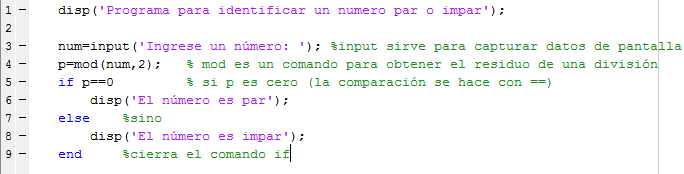 1 – disp('Programa para identificar un numero par o impar');
2
3 – num=input('Ingrese un número: '); %input sirve para capturar datos de pantalla
4 – p=mod(num,2); % mod es un comando para obtener el residuo de una división
5 – if p==0 % si p es cero (la comparación se hace con ==)
6 – disp('El número es par');
7 – else %sino
8 – disp('El número es impar');
9 – end %cierra el comando if